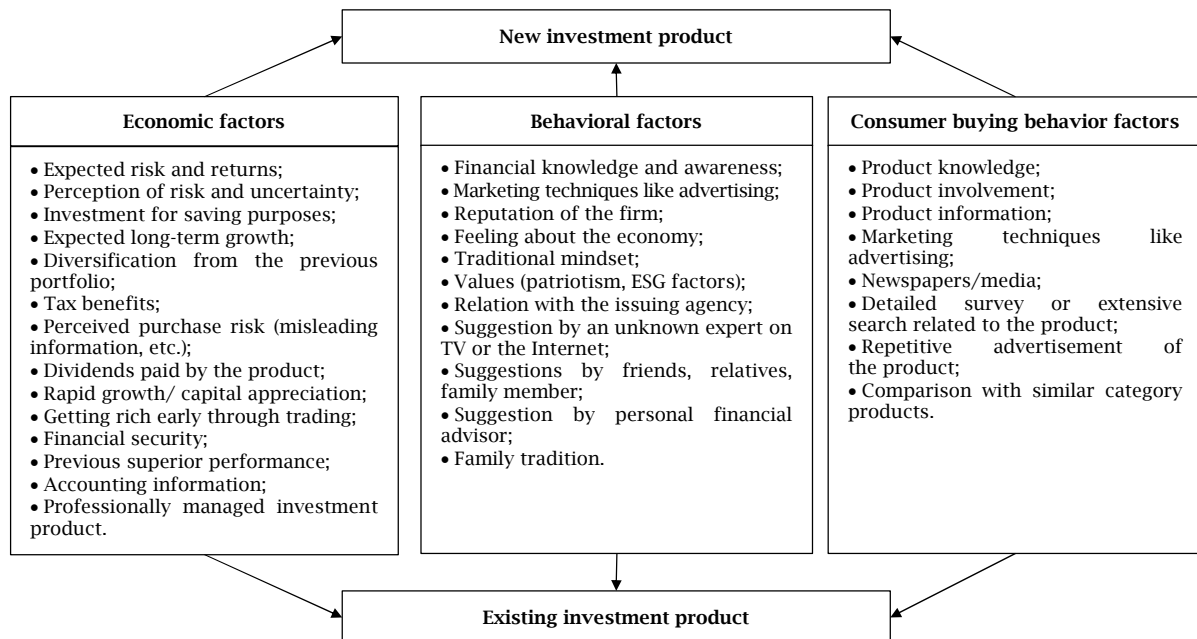 New investment product
Economic factors
• Expected risk and returns;
• Perception of risk and uncertainty;
• Investment for saving purposes;
• Expected long-term growth;
• Diversification from the previous
portfolio;
• Tax benefits;
• Perceived purchase risk (misleading
information, etc.);
• Dividends paid by the product;
• Rapid growth/ capital appreciation;
• Getting rich early through trading;
• Financial security;
• Previous superior performance;
• Accounting information;
• Professionally managed investment
product.
Behavioral factors
• Financial knowledge and awareness;
• Marketing techniques like advertising;
• Reputation of the firm;
• Feeling about the economy;
• Traditional mindset;
• Values (patriotism, ESG factors);
• Relation with the issuing agency;
• Suggestion by an unknown expert on
TV or the Internet;
• Suggestions by friends, relatives,
family member;
• Suggestion by personal financial
advisor;
• Family tradition.
Consumer buying behavior factors
• Product knowledge;
• Product involvement;
• Product information;
• Marketing techniques like
advertising;
• Newspapers/media;
• Detailed survey or extensive
search related to the product;
• Repetitive advertisement of
the product;
• Comparison with similar category
products.
Existing investment product